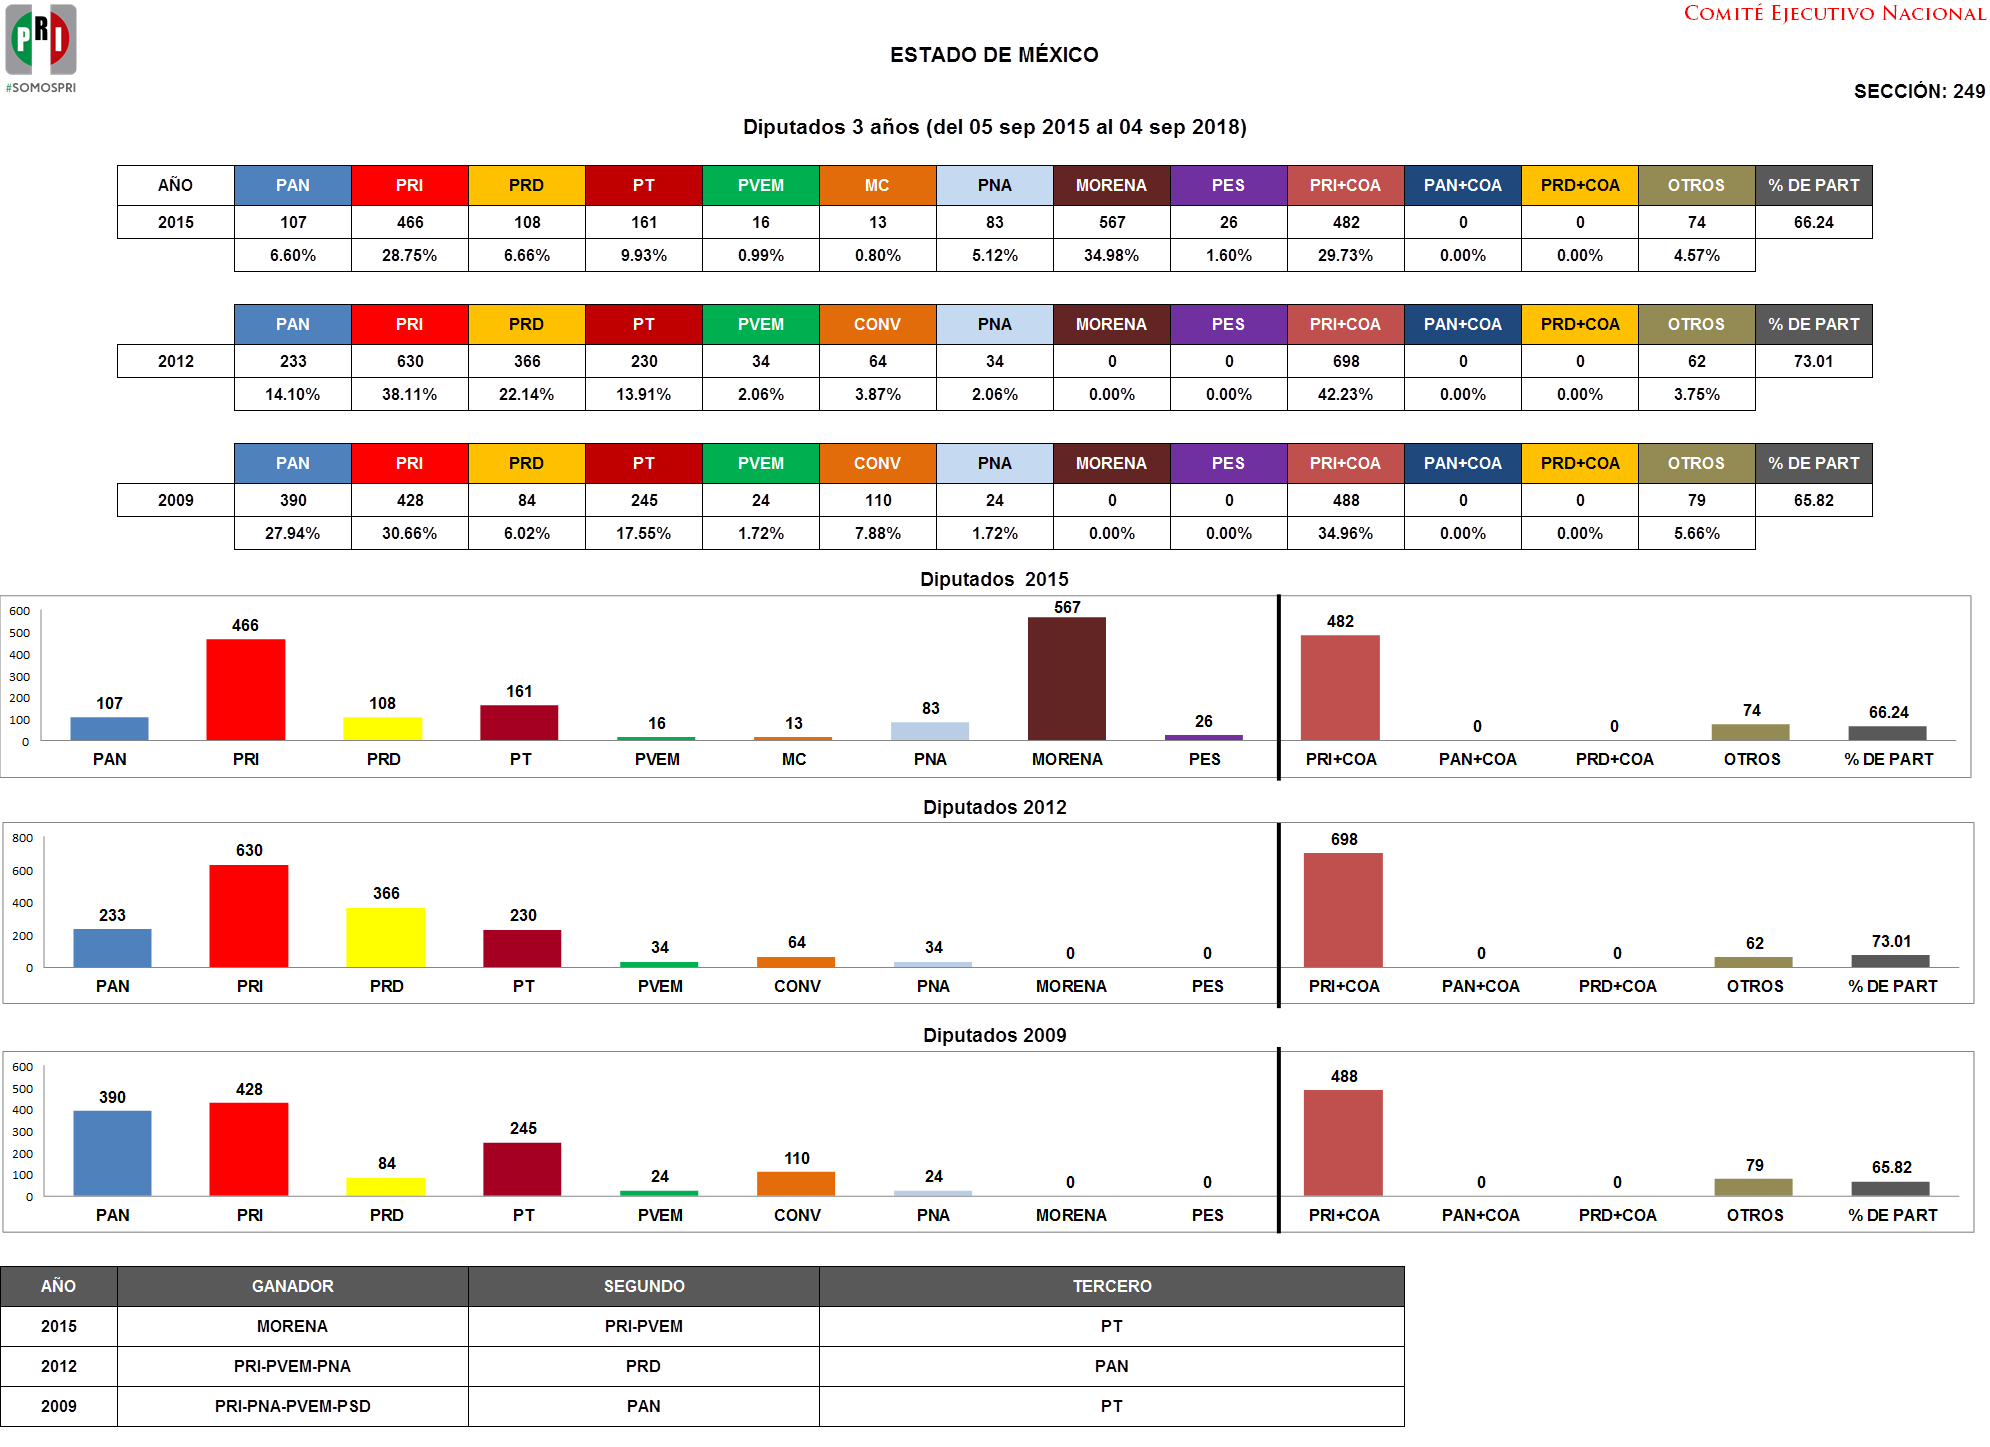 PRI
#SOMOSPRI
COMITÉ EJECUTIVO NACIONAL
ESTADO DE MÉXICO
SECCIÓN: 249
Diputados 3 años (del 05 sep 2015 al 04 sep 2018)
AÑO PAN PRI PRD PT PVEM MC PNA MORENA PES PRI+COA PAN+COA PRD+COA OTROS % DE PART
2015 107 466 108 161 16 13 83 567 26 482 0 0 74 66.24
6.60% 28.75% 6.66% 9.93% 0.99% 0.80% 5.12% 34.98% 1.60% 29.73% 0.00% 0.00% 4.57%
PAN PRI PRD PT PVEM CONV PNA MORENA PES PRI+COA PAN+COA PRD+COA OTROS % DE PART
2012 233 630 366 230 34 64 34 0 0 698 0 0 62 73.01
14.10% 38.11% 22.14% 13.91% 2.06% 3.87% 2.06% 0.00% 0.00% 42.23% 0.00% 0.00% 3.75%
PAN PRI PRD PT PVEM CONV PNA MORENA PES PRI+COA PAN+COA PRD+COA OTROS % DE PART
2009 390 428 84 245 24 110 24 0 0 488 0 0 79 65.82
27.94% 30.66% 6.02% 17.55% 1.72% 7.88% 1.72% 0.00% 0.00% 34.96% 0.00% 0.00% 5.66%
Diputados 2015
600
500
400
300
200
100
0
107 466 108 161 16 13 83 567 26 482 0 0 74 66.24
PAN PRI PRD PT PVEM MC PNA MORENA PES PRI+COA PAN+COA PRD+COA OTROS % DE PART
Diputados 2012
800
600
400
200
0
233 630 366 230 34 64 34 0 0 698 0 0 62 73.01
PAN PRI PRD PT PVEM CONV PNA MORENA PES PRI+COA PAN+COA PRD+COA OTROS % DE PART
Diputados 2009
600
500
400
300
200
100
0
390 428 84 245 24 110 24 0 0 488 0 0 79 65.82
PAN PRI PRD PT PVEM CONV PNA MORENA PES PRI+COA PAN+COA PRD+COA OTROS % DE PART
AÑO GANADOR SEGUNDO TERCERO
2015 MORENA PRI-PVEM PT
2012 PRI-PVEM-PNA PRD PAN
2009 PRI-PNA-PVEM-PSD PAN PT